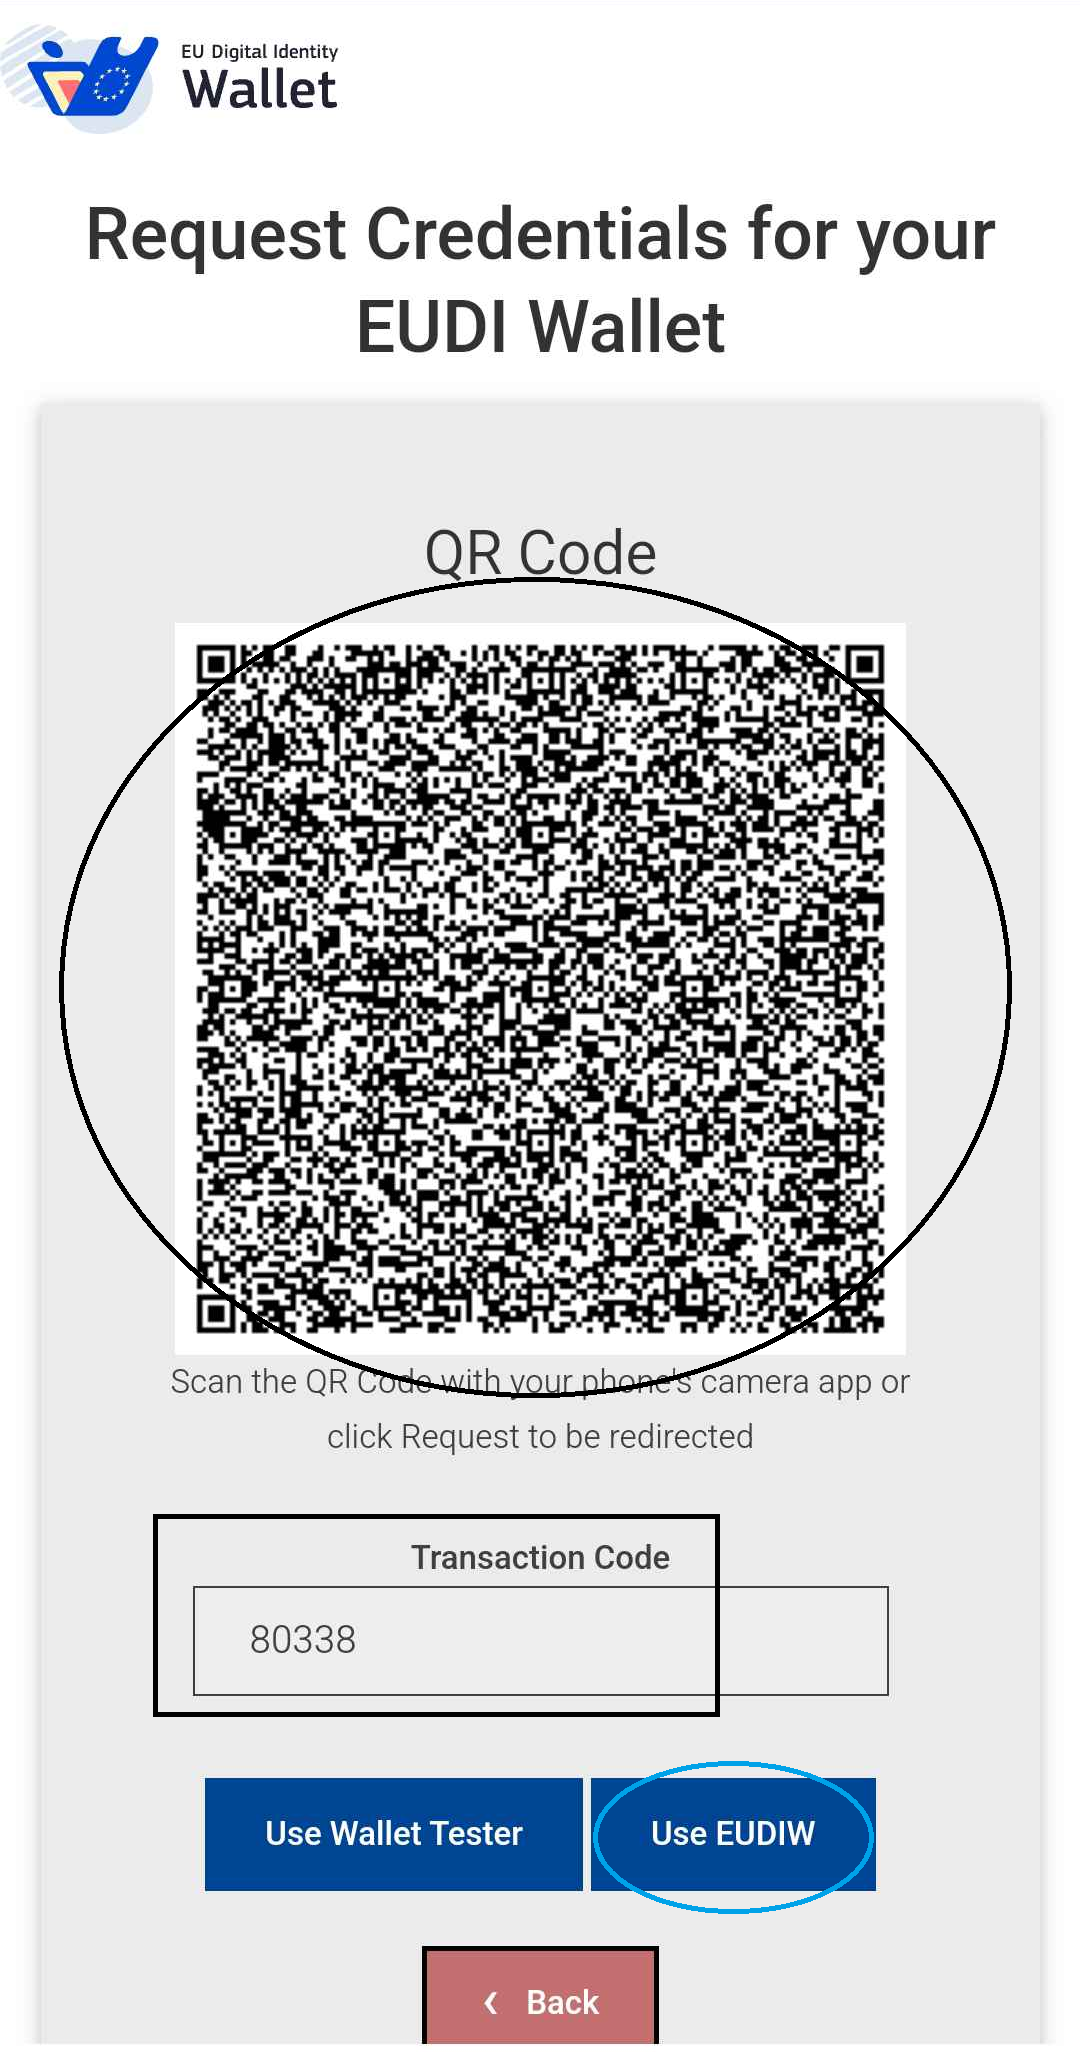 EU Digital Identity
Wallet
Request Credentials for your
EUDI Wallet
QR Code
Scan the QR Code with your phone's camera app or
click Request to be redirected
Transaction Code
80338
Use Wallet Tester
Use EUDIW
‹ Back